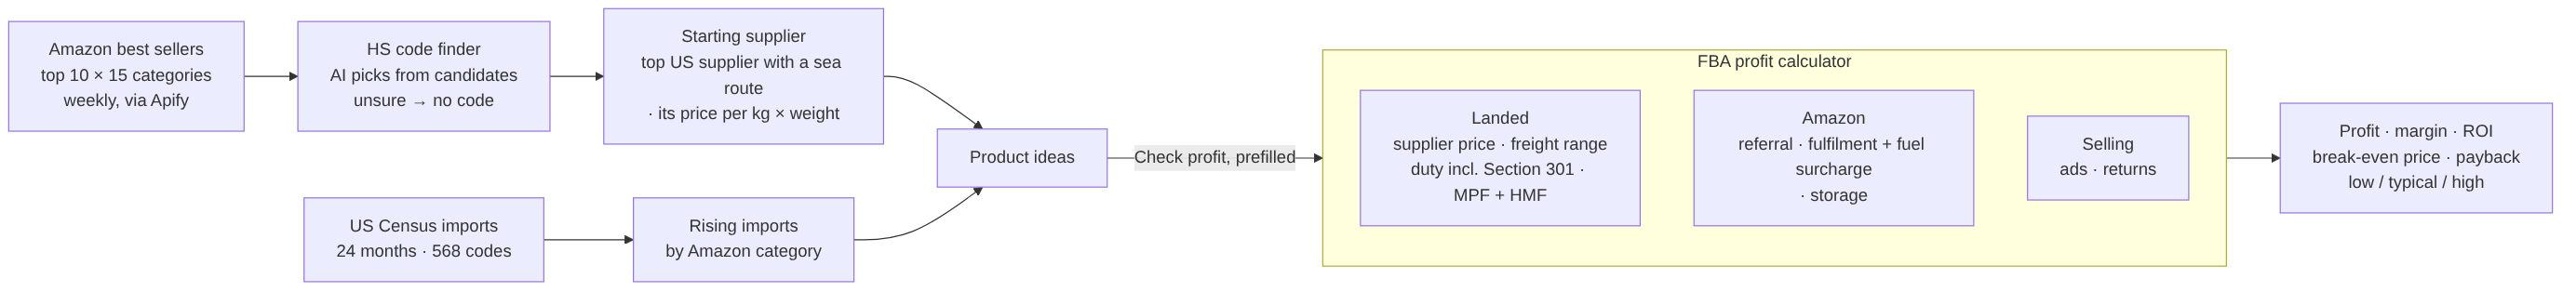 Amazon best sellers
top 10 × 15 categories
weekly, via Apify
HS code finder
AI picks from candidates
unsure → no code
Starting supplier
top US supplier with a sea
route
· its price per kg × weight
US Census imports
24 months · 568 codes
Rising imports
by Amazon category
Product ideas
Check profit, prefilled
FBA profit calculator
Landed
supplier price · freight range
duty incl. Section 301 ·
MPF + HMF
Amazon
referral · fulfilment + fuel
surcharge
· storage
Selling
ads · returns
Profit · margin · ROI
break-even price · payback
low / typical / high